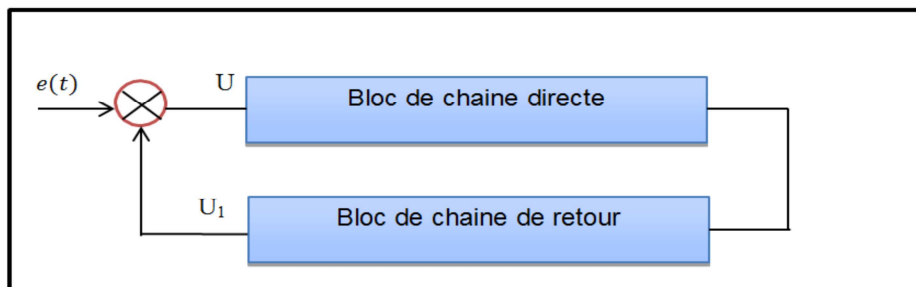 e(t)
U
Bloc de chaine directe
U₁
Bloc de chaine de retour